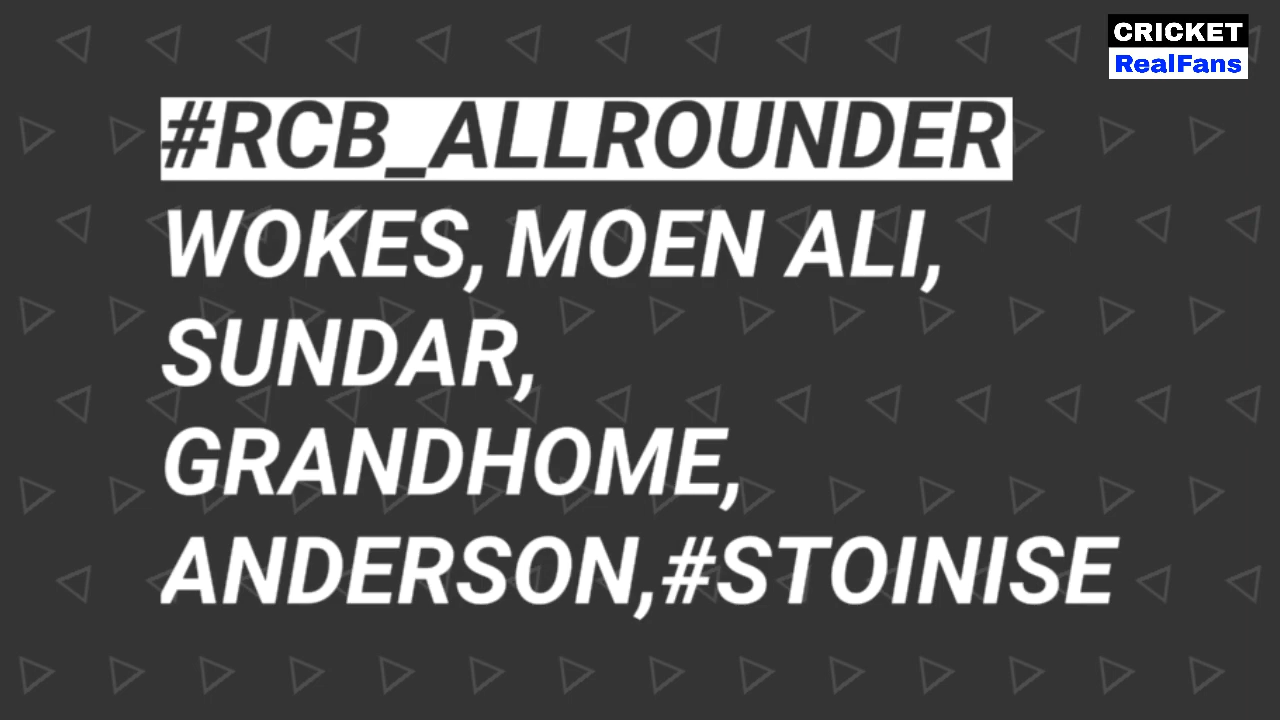 CRICKET
RealFans
#RCB_ALLROUNDER
WOKES, MOEN ALI,
SUNDAR,
GRANDHOME,
ANDERSON,#STOINISE